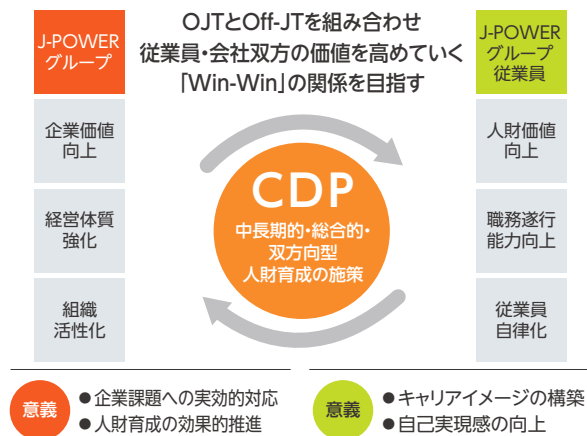 OJTとOff-JTを組み合わせ
従業員・会社双方の価値を高めていく
「Win-Win」の関係を目指す
J-POWER
グループ
企業価値
向上
経営体質
強化
組織
活性化
CDP
中長期的・総合的・
双方向型
人財育成の施策
J-POWER
グループ
従業員
人財価値
向上
職務遂行
能力向上
従業員
自律化
意義
●企業課題への実効的対応
●人財育成の効果的推進
意義
●キャリアイメージの構築
●自己実現感の向上